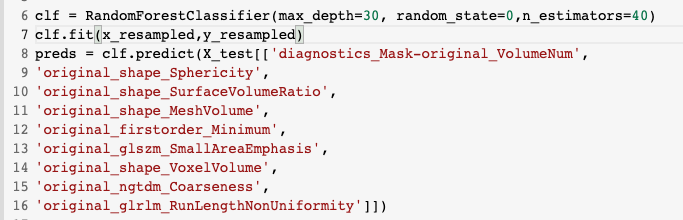 6 clf = RandomForestClassifier(max_depth=30, random_state=0,n_estimators=40)
7 clf.fit(x_resampled,y_resampled)
8 preds = clf.predict(X_test[['diagnostics_Mask-original_VolumeNum',
9 'original_shape_Sphericity',
10 'original_shape_SurfaceVolumeRatio',
11 'original_shape_MeshVolume',
12 'original_firstorder_Minimum',
13 'original_glszm_SmallAreaEmphasis',
14 'original_shape_VoxelVolume',
15 'original_ngtdm_Coarseness',
16 'original_glrlm_RunLengthNonUniformity']])